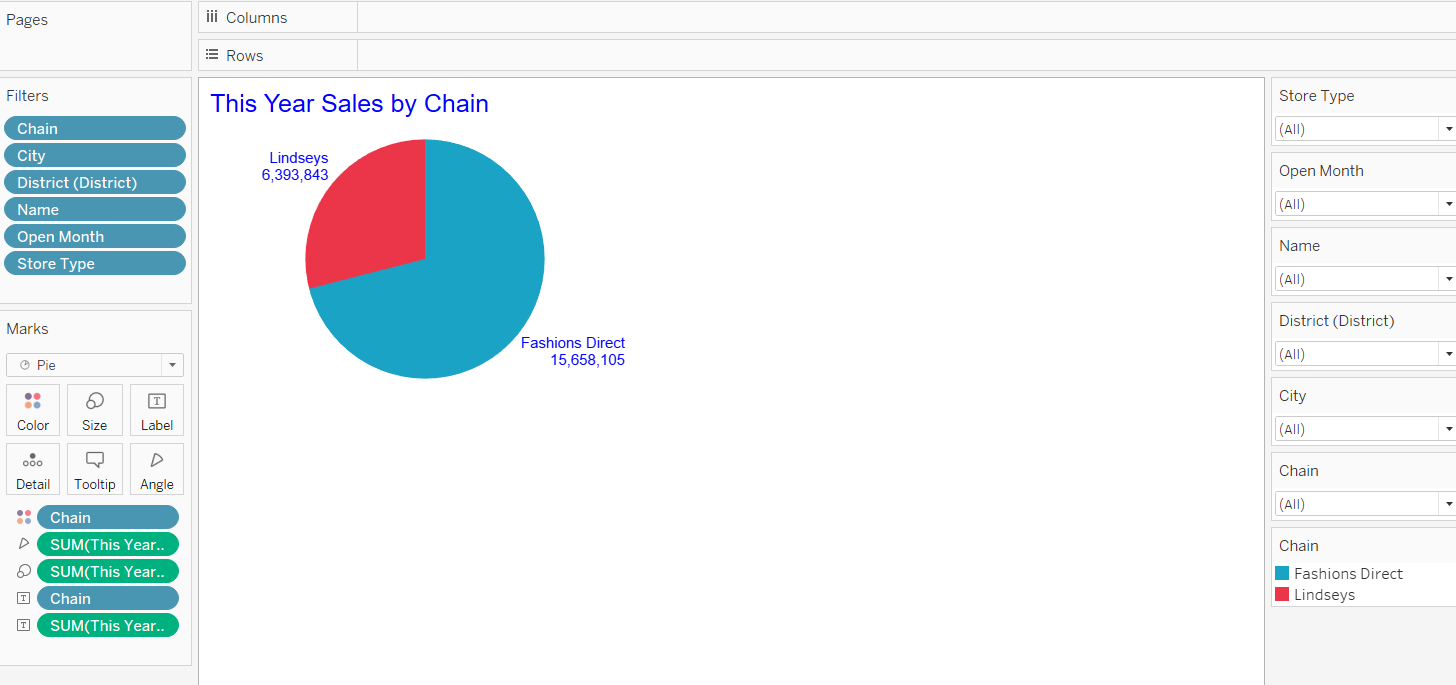 Pages
Columns
Rows
Filters
Chain
City
District (District)
Name
Open Month
Store Type
Marks
Pie
Color
Size
Label
Detail
Tooltip
Angle
Chain
SUM(This Year..
SUM(This Year..
Chain
SUM(This Year..
This Year Sales by Chain
Lindseys
6,393,843
Fashions Direct
15,658,105
Store Type
(All)
Open Month
(All)
Name
(All)
District (District)
(All)
City
(All)
Chain
(All)
Chain
Fashions Direct
Lindseys